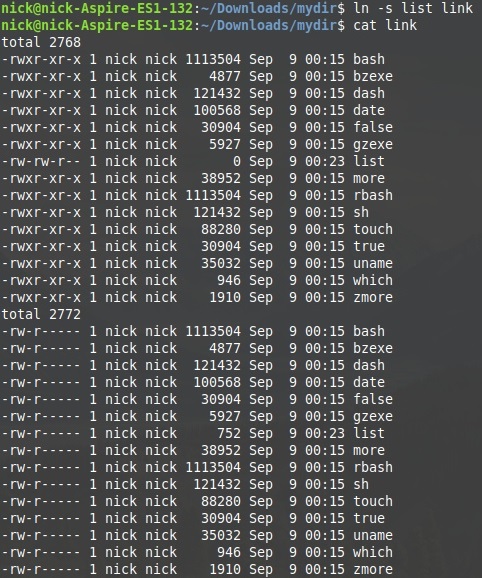 nick@nick-Aspire-ES1-132:~/Downloads/mydir$ ln -s list link
nick@nick-Aspire-ES1-132:~/Downloads/mydir$ cat link
total 2768
-rwxr-xr-x 1 nick nick 1113504 Sep  9 00:15 bash
-rwxr-xr-x 1 nick nick    4877 Sep  9 00:15 bzexe
-rwxr-xr-x 1 nick nick  121432 Sep  9 00:15 dash
-rwxr-xr-x 1 nick nick  100568 Sep  9 00:15 date
-rwxr-xr-x 1 nick nick   30904 Sep  9 00:15 false
-rwxr-xr-x 1 nick nick    5927 Sep  9 00:15 gzexe
-rw-rw-r-- 1 nick nick       0 Sep  9 00:23 list
-rwxr-xr-x 1 nick nick   38952 Sep  9 00:15 more
-rwxr-xr-x 1 nick nick 1113504 Sep  9 00:15 rbash
-rwxr-xr-x 1 nick nick  121432 Sep  9 00:15 sh
-rwxr-xr-x 1 nick nick   88280 Sep  9 00:15 touch
-rwxr-xr-x 1 nick nick   30904 Sep  9 00:15 true
-rwxr-xr-x 1 nick nick   35032 Sep  9 00:15 uname
-rwxr-xr-x 1 nick nick     946 Sep  9 00:15 which
-rwxr-xr-x 1 nick nick    1910 Sep  9 00:15 zmore
total 2772
-rw-r----- 1 nick nick 1113504 Sep  9 00:15 bash
-rw-r----- 1 nick nick    4877 Sep  9 00:15 bzexe
-rw-r----- 1 nick nick  121432 Sep  9 00:15 dash
-rw-r----- 1 nick nick  100568 Sep  9 00:15 date
-rw-r----- 1 nick nick   30904 Sep  9 00:15 false
-rw-r----- 1 nick nick    5927 Sep  9 00:15 gzexe
-rw-r----- 1 nick nick     752 Sep  9 00:23 list
-rw-r----- 1 nick nick   38952 Sep  9 00:15 more
-rw-r----- 1 nick nick 1113504 Sep  9 00:15 rbash
-rw-r----- 1 nick nick  121432 Sep  9 00:15 sh
-rw-r----- 1 nick nick   88280 Sep  9 00:15 touch
-rw-r----- 1 nick nick   30904 Sep  9 00:15 true
-rw-r----- 1 nick nick   35032 Sep  9 00:15 uname
-rw-r----- 1 nick nick     946 Sep  9 00:15 which
-rw-r----- 1 nick nick    1910 Sep  9 00:15 zmore